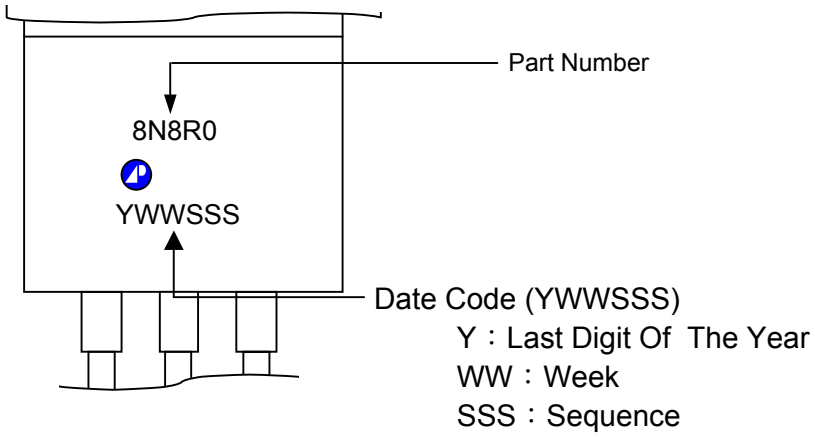 Part Number
8N8R0
YWWSSS
Date Code (YWWSSS)
Y：Last Digit Of The Year
WW：Week
SSS：Sequence